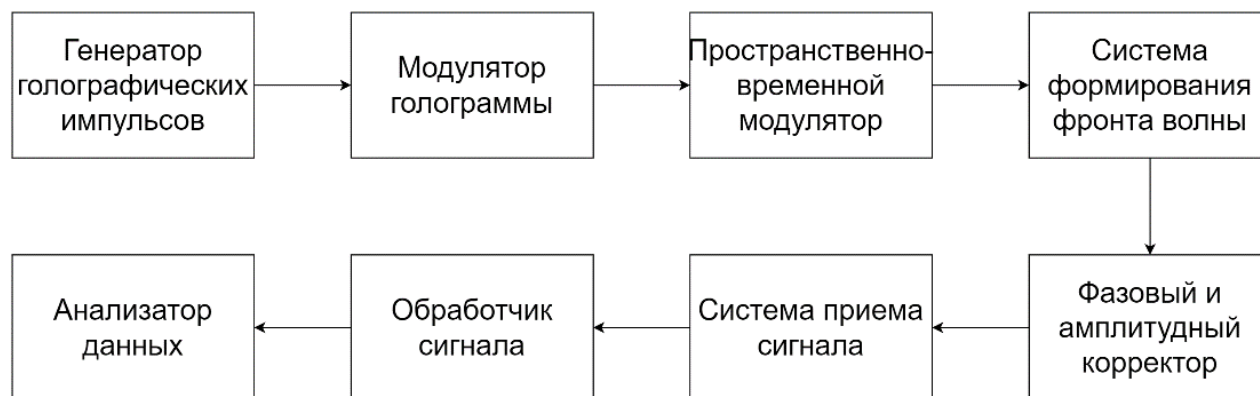 Генератор
голографических
импульсов
Модулятор
голограммы
Пространственно-
временной
модулятор
Система
формирования
фронта волны
Анализатор
данных
Обработчик
сигнала
Система приема
сигнала
Фазовый и
амплитудный
корректор